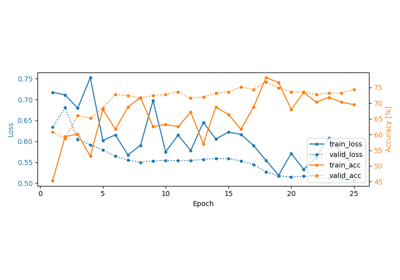 0.75
0.70
0.65
0.60
0.55
0.50
Loss
75
70
65
60
55
50
45
Accuracy [%]
train_loss
valid_loss
train_acc
valid_acc
0
5
10
15
20
25
Epoch